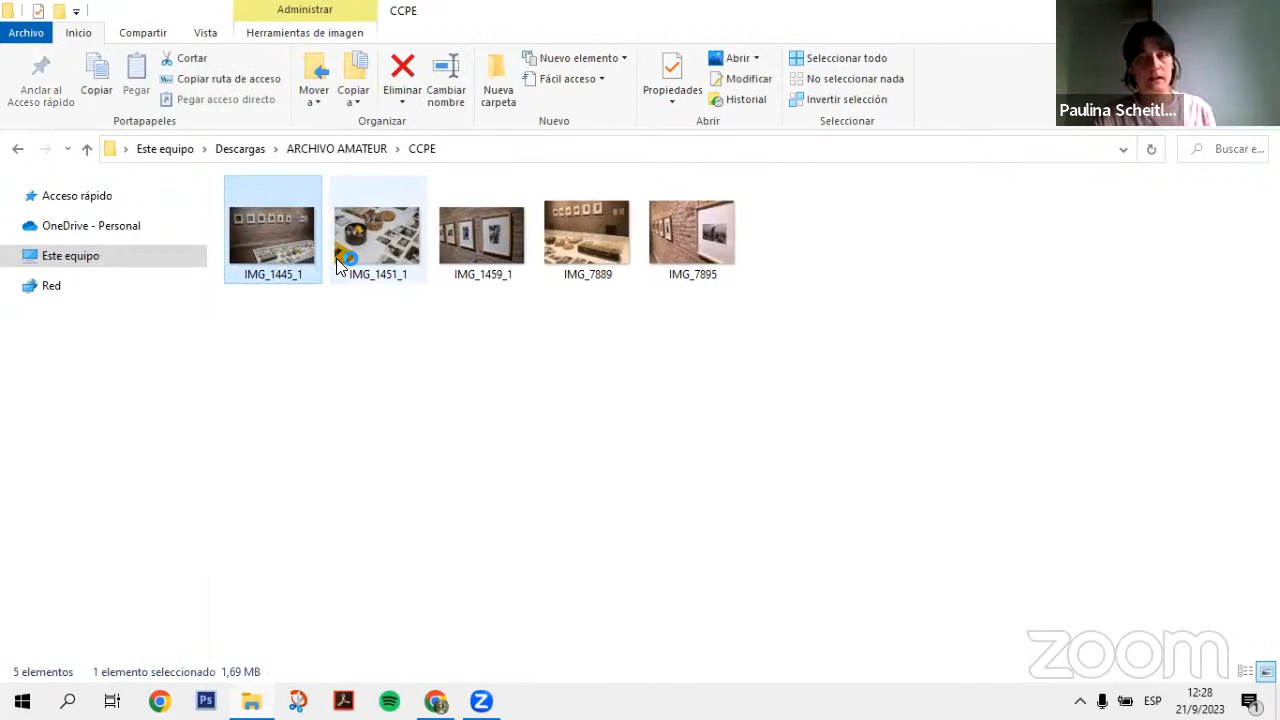 Administrar
CCPE
Archivo
Inicio
Compartir
Vista
Herramientas de imagen
Anclar al
Acceso rápido
Copiar
Pegar
Cortar
Copiar ruta de acceso
Pegar acceso directo
Portapapeles
Mover
a
Copiar
a
Eliminar
Cambiar
nombre
Organizar
Nueva
carpeta
Nuevo elemento
Fácil acceso
Nuevo
Propiedades
Abrir
Modificar
Historial
Abrir
Seleccionar todo
No seleccionar nada
Invertir selección
Seleccionar
Paulina Scheitl...
Este equipo
Descargas
ARCHIVO AMATEUR
CCPE
Buscar e...
Acceso rápido
OneDrive - Personal
Este equipo
Red
IMG_1445_1
IMG_1451_1
IMG_1459_1
IMG_7889
IMG_7895
5 elementos
1 elemento seleccionado 1,69 MB
zoom
Ps
ESP
12:28
21/9/2023
1